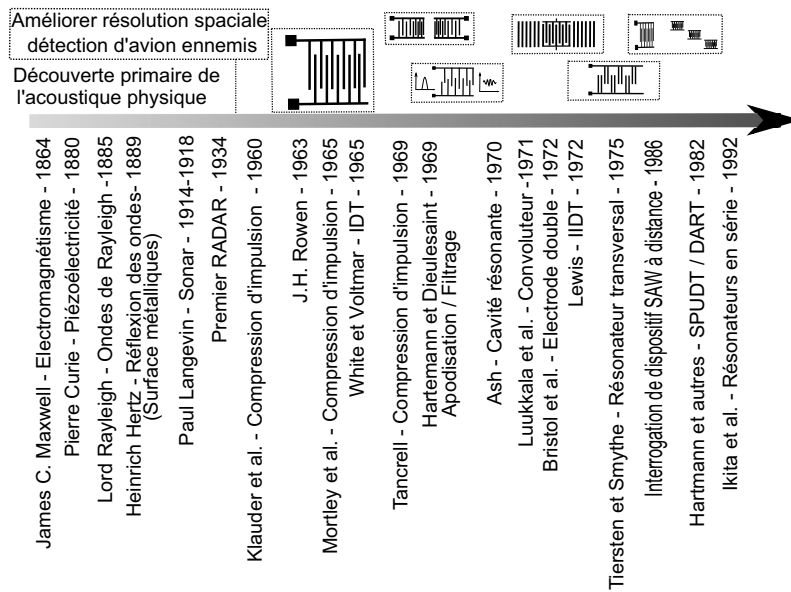 Améliorer résolution spaciale
détection d'avion ennemis
Découverte primaire de
l'acoustique physique
James C. Maxwell - Electromagnétisme - 1864
Pierre Curie - Piézoélectricité - 1880
Lord Rayleigh - Ondes de Rayleigh - 1885
Heinrich Hertz - Réflexion des ondes- 1889
(Surface métalliques)
Paul Langevin - Sonar - 1914-1918
Premier RADAR - 1934
Klauder et al. - Compression d'impulsion - 1960
J.H. Rowen - 1963
Mortley et al. - Compression d'impulsion - 1965
White et Voltmar - IDT - 1965
Tancrell - Compression d'impulsion - 1969
Hartemann et Dieulesaint - 1969
Apodisation / Filtrage
Ash - Cavité résonante - 1970
Luukkala et al. - Convoluteur - 1971
Bristol et al. - Electrode double - 1972
Lewis - IIDT - 1972
Tiersten et Smythe - Résonateur transversal - 1975
Interrogation de dispositif SAW à distance - 1986
Hartmann et autres - SPUDT / DART - 1982
Ikita et al. - Résonateurs en série - 1992